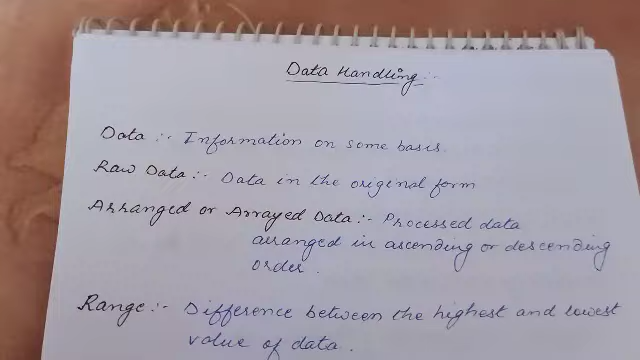 Data Handling:-
Data :- Information on some basis.
Raw Data :- Data in the original form
Arranged or Arrayed Data :- Processed data
arranged in ascending or descending
order.
Range :- Difference between the highest and lowest
value of data.